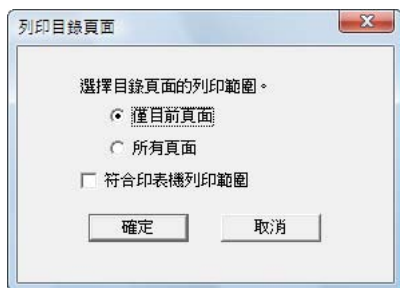 列印目錄頁面
選擇目錄頁面的列印範圍。
僅目前頁面
所有頁面
符合印表機列印範圍
確定
取消